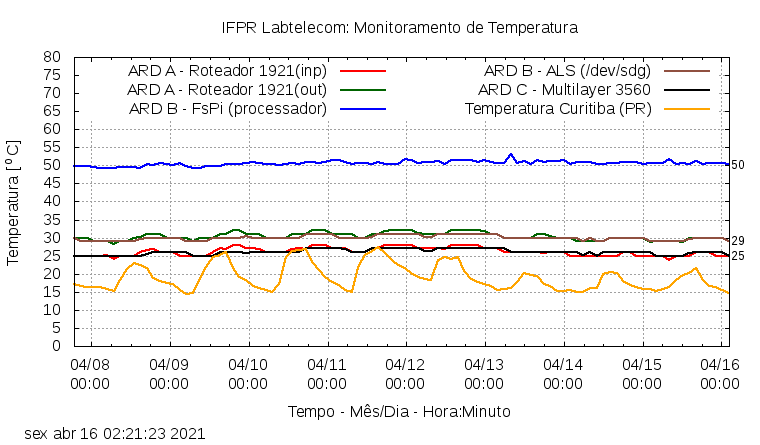 IFPR Labtelecom: Monitoramento de Temperatura
Temperatura [ °C]
80
75
70
65
60
55
50
45
40
35
30
25
20
15
10
5
0
ARD A - Roteador 1921(inp)
ARD A - Roteador 1921(out)
ARD B - FsPi (processador)
ARD B - ALS (/dev/sdg)
ARD C - Multilayer 3560
Temperatura Curitiba (PR)
50
29
25
04/08 04/09 04/10 04/11 04/12 04/13 04/14 04/15 04/16
00:00 00:00 00:00 00:00 00:00 00:00 00:00 00:00 00:00
Tempo - Mês/Dia - Hora:Minuto
sex abr 16 02:21:23 2021